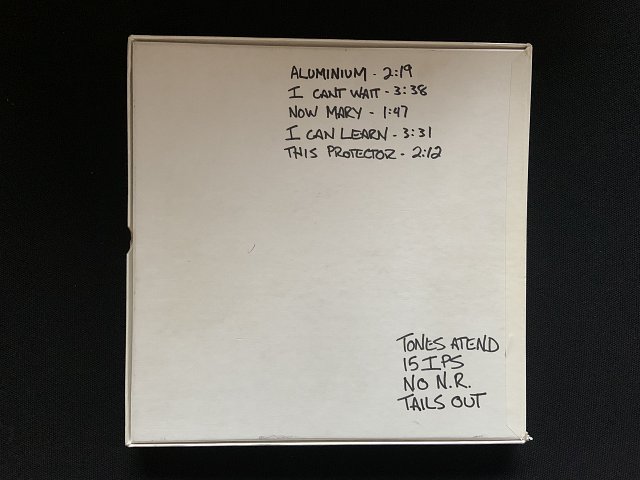 ALUMINIUM - 2:19
I CANT WAIT - 3:38
NOW MARY - 1:47
I CAN LEARN - 3:31
THIS PROTECTOR - 2:12
TONES AT END
15 IPS
NO N.R.
TAILS OUT